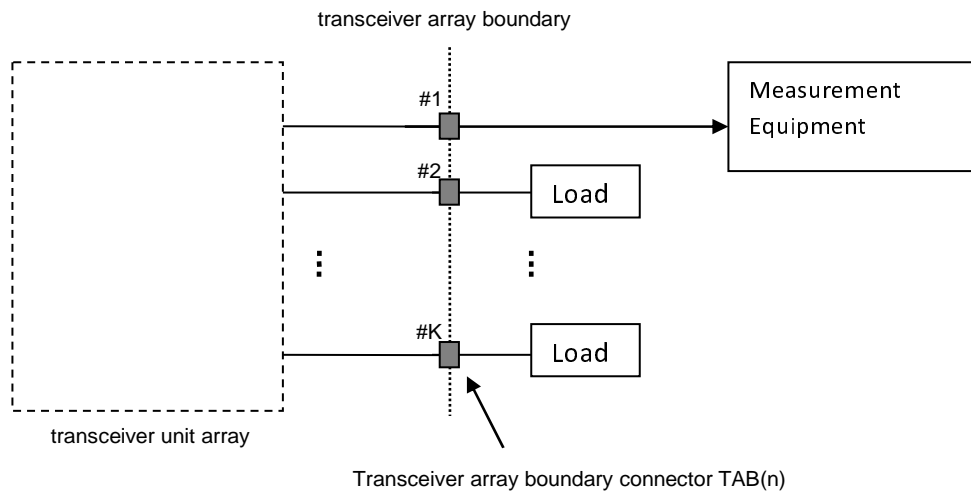 transceiver array boundary
#1
Measurement
Equipment
#2
Load
#K
Load
transceiver unit array
Transceiver array boundary connector TAB(n)